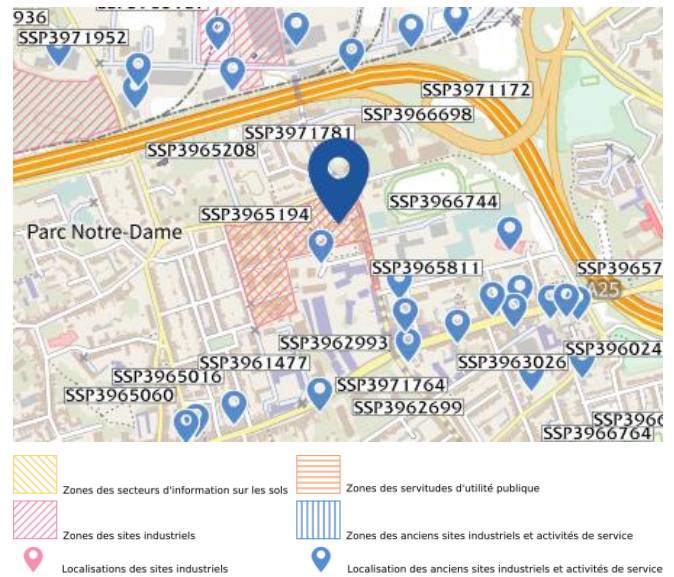 936
SSP3971952
SSP3971172
SSP3966698
SSP3971781
SSP3965208
SSP3966744
SSP3965194
Parc Notre-Dame
SSP3965811
SSP39657
A25
SSP3962993
SSP396024
SSP3961477
SSP3963026
SSP3965016
SSP3971764
SSP3965060
SSP3962699
SSP3966
SSP3966764
Zones des secteurs d'information sur les sols
Zones des servitudes d'utilité publique
Zones des sites industriels
Zones des anciens sites industriels et activités de service
Localisations des sites industriels
Localisation des anciens sites industriels et activités de service